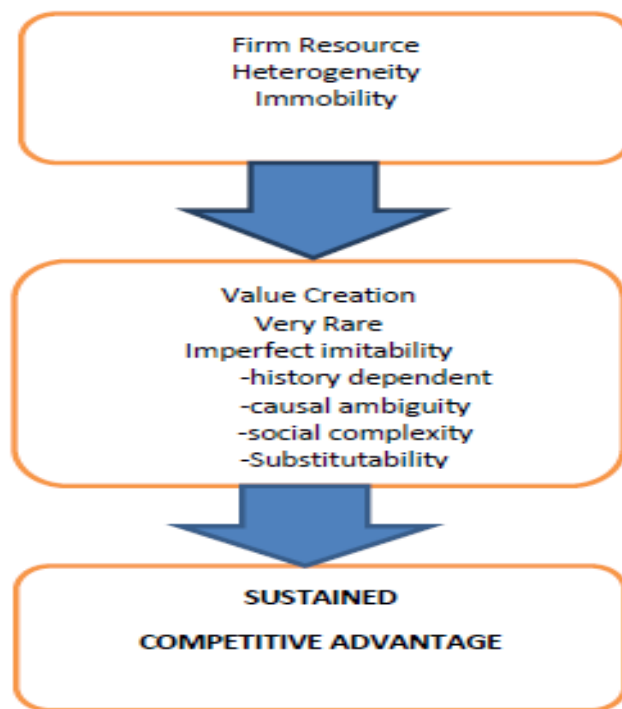 Firm Resource
Heterogeneity
Immobility
Value Creation
Very Rare
Imperfect imitability
-history dependent
-causal ambiguity
-social complexity
-Substitutability
SUSTAINED
COMPETITIVE ADVANTAGE